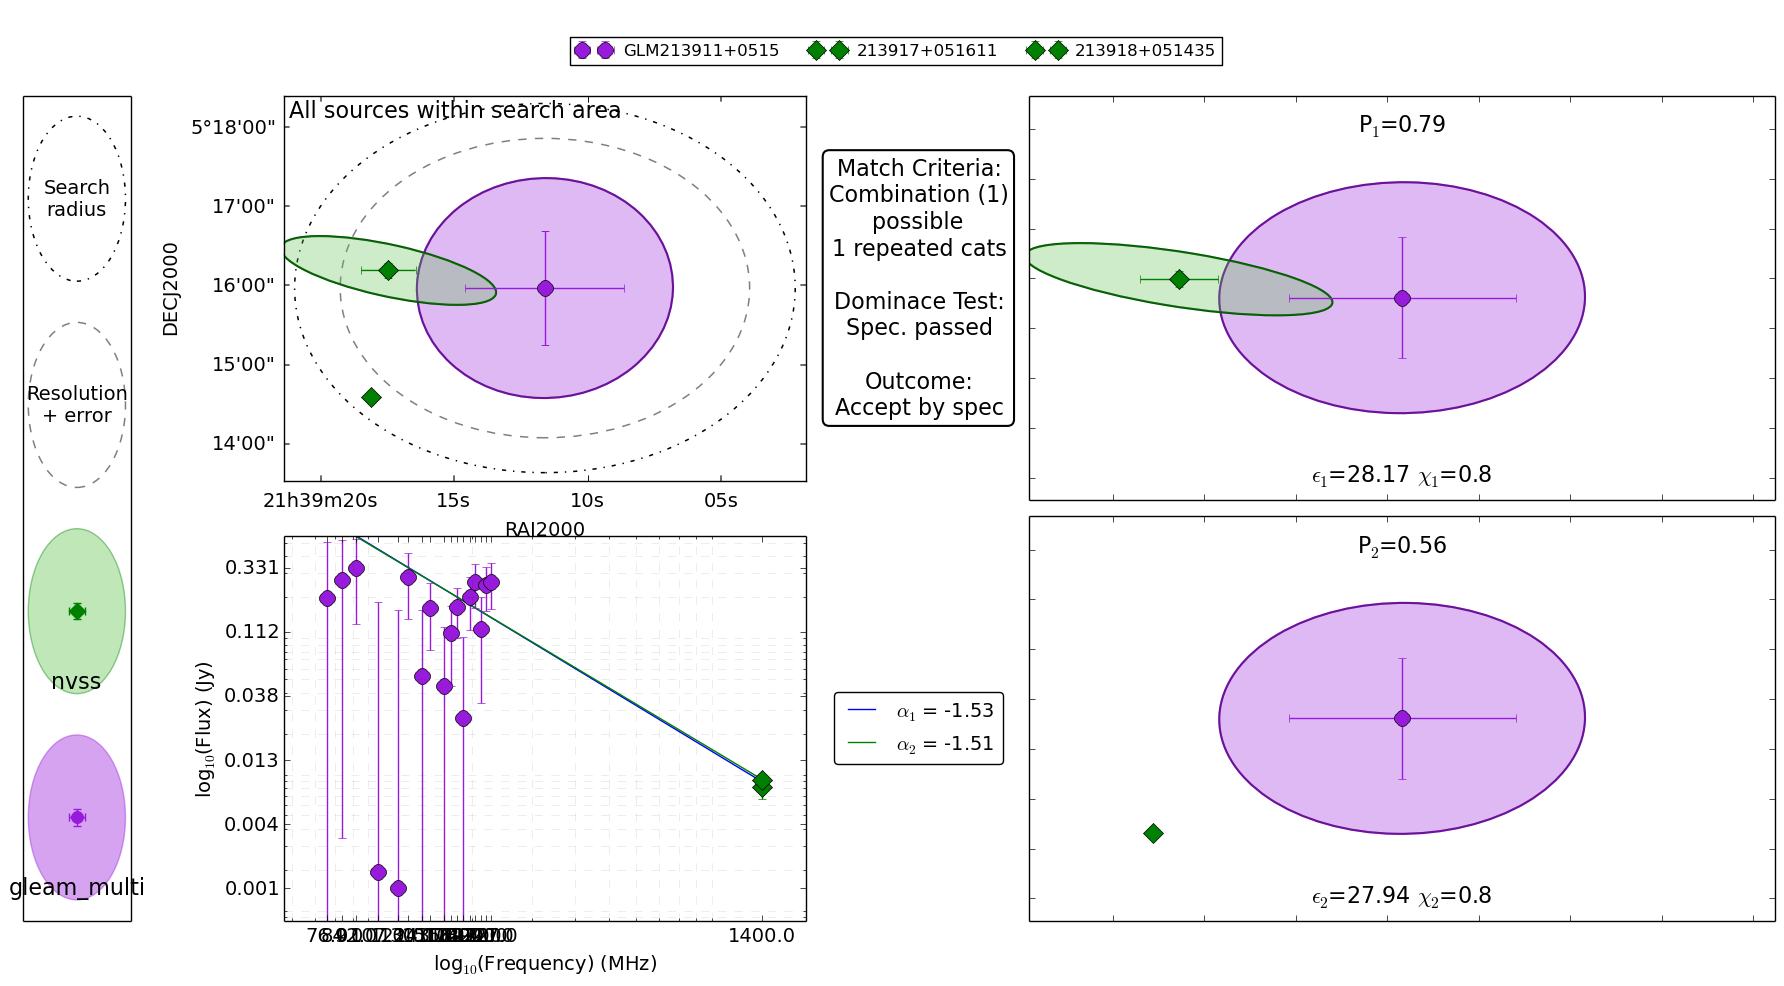 GLM213911+0515 213917+051611 213918+051435
Search
radius
Resolution
+ error
nvss
gleam_multi
All sources within search area
DECJ2000
5°18'00"
17'00"
16'00"
15'00"
14'00"
21h39m20s 15s 10s 05s
RAJ2000
Match Criteria:
Combination (1)
possible
1 repeated cats
Dominace Test:
Spec. passed
Outcome:
Accept by spec
P1=0.79
ϵ1=28.17 χ1=0.8
log10(Flux) (Jy)
0.331
0.112
0.038
0.013
0.004
0.001
1400.0
log10(Frequency) (MHz)
α1 = -1.53
α2 = -1.51
P2=0.56
ϵ2=27.94 χ2=0.8